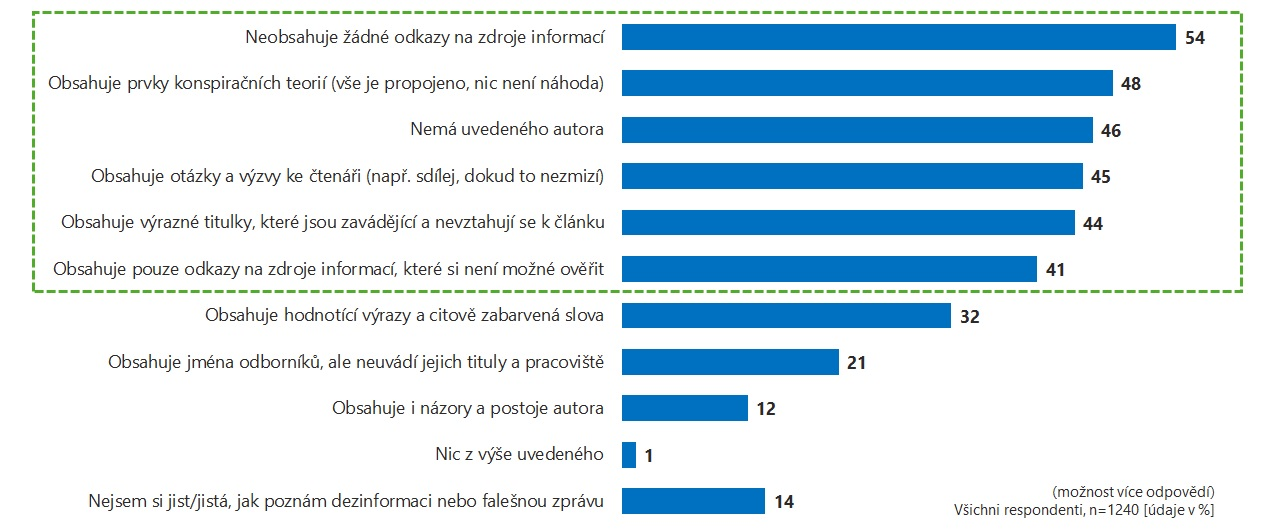 Neobsahuje žádné odkazy na zdroje informací 54
Obsahuje prvky konspiračních teorií (vše je propojeno, nic není náhoda) 48
Nemá uvedeného autora 46
Obsahuje otázky a výzvy ke čtenáři (např. sdílej, dokud to nezmizí) 45
Obsahuje výrazné titulky, které jsou zavádějící a nevztahují se k článku 44
Obsahuje pouze odkazy na zdroje informací, které si není možné ověřit 41
Obsahuje hodnotící výrazy a citově zabarvená slova 32
Obsahuje jména odborníků, ale neuvádí jejich tituly a pracoviště 21
Obsahuje i názory a postoje autora 12
Nic z výše uvedeného 1
Nejsem si jist/jistá, jak poznám dezinformaci nebo falešnou zprávu 14
(možnost více odpovědí)
Všichni respondenti, n=1240 [údaje v %]